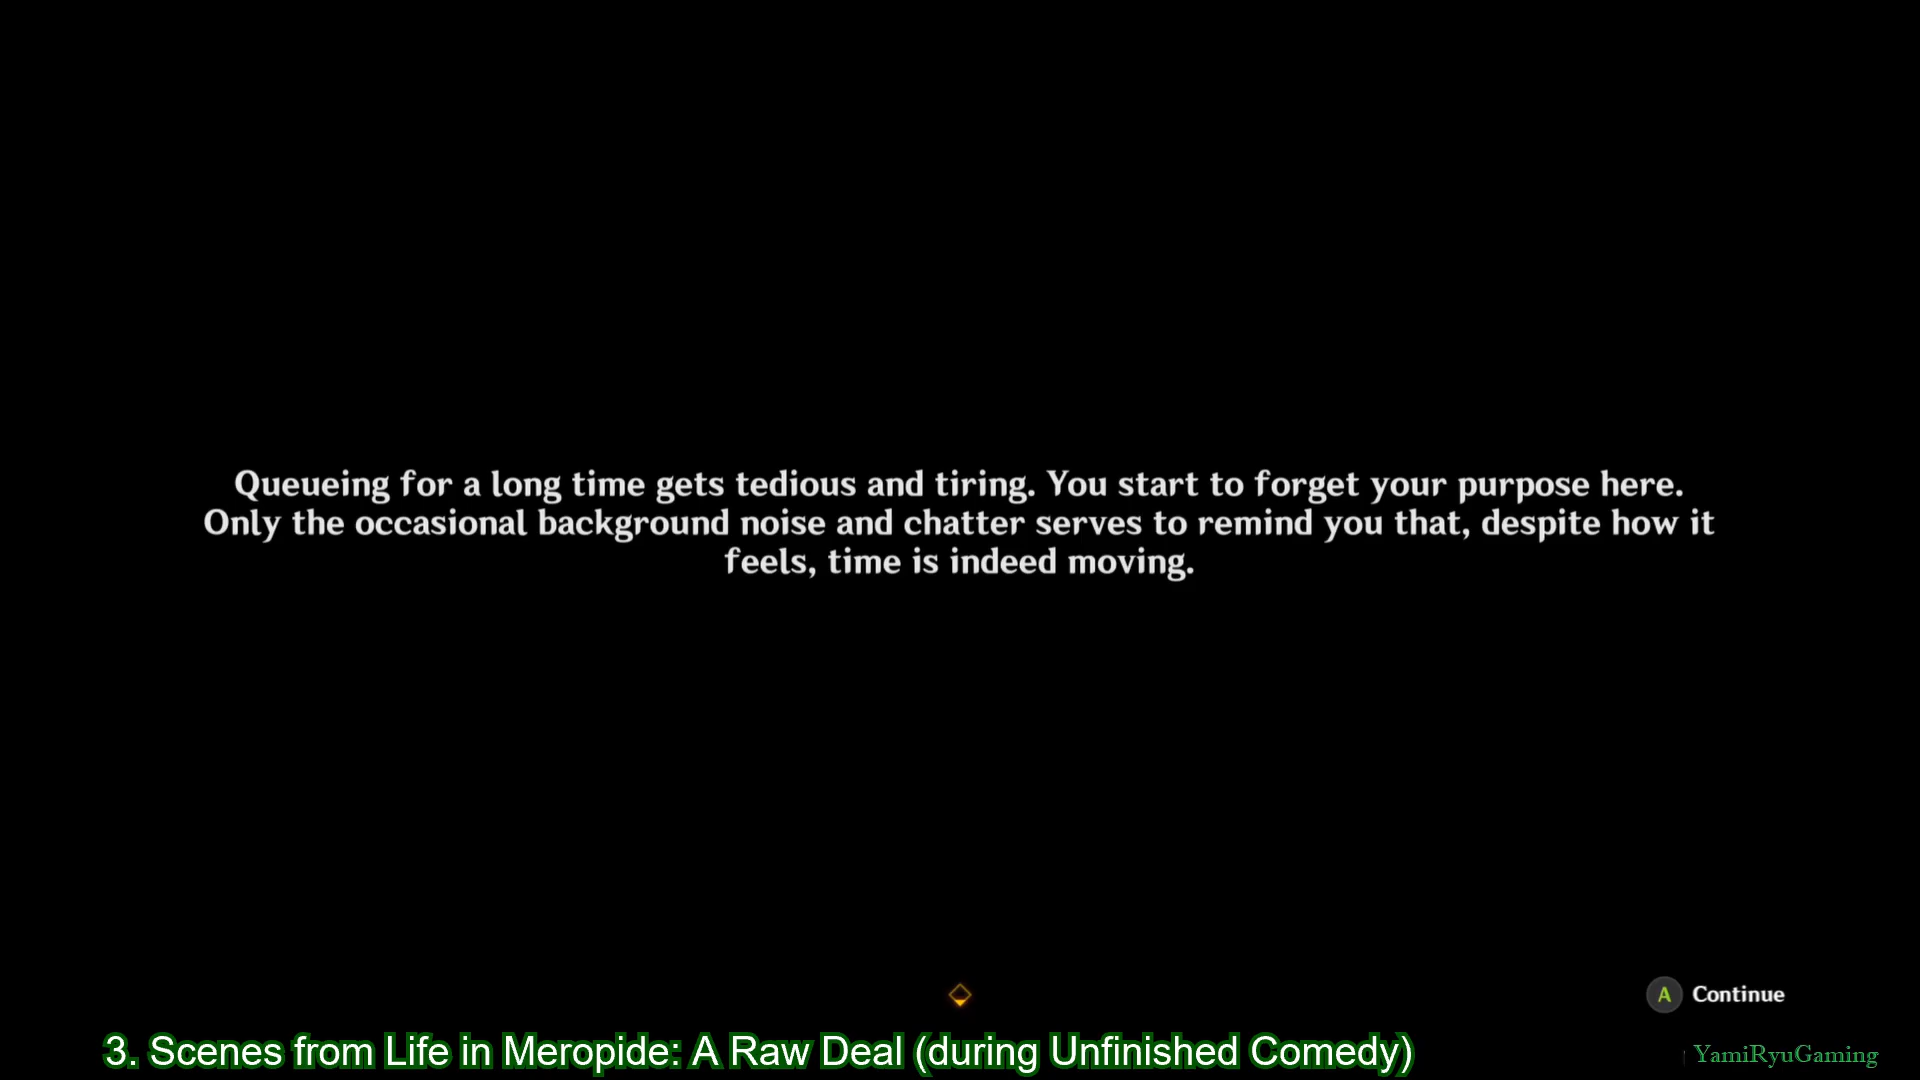 Queueing for a long time gets tedious and tiring. You start to forget your purpose here.
Only the occasional background noise and chatter serves to remind you that, despite how it
feels, time is indeed moving.
A Continue
3. Scenes from Life in Meropide: A Raw Deal (during Unfinished Comedy)
YamiRyuGaming